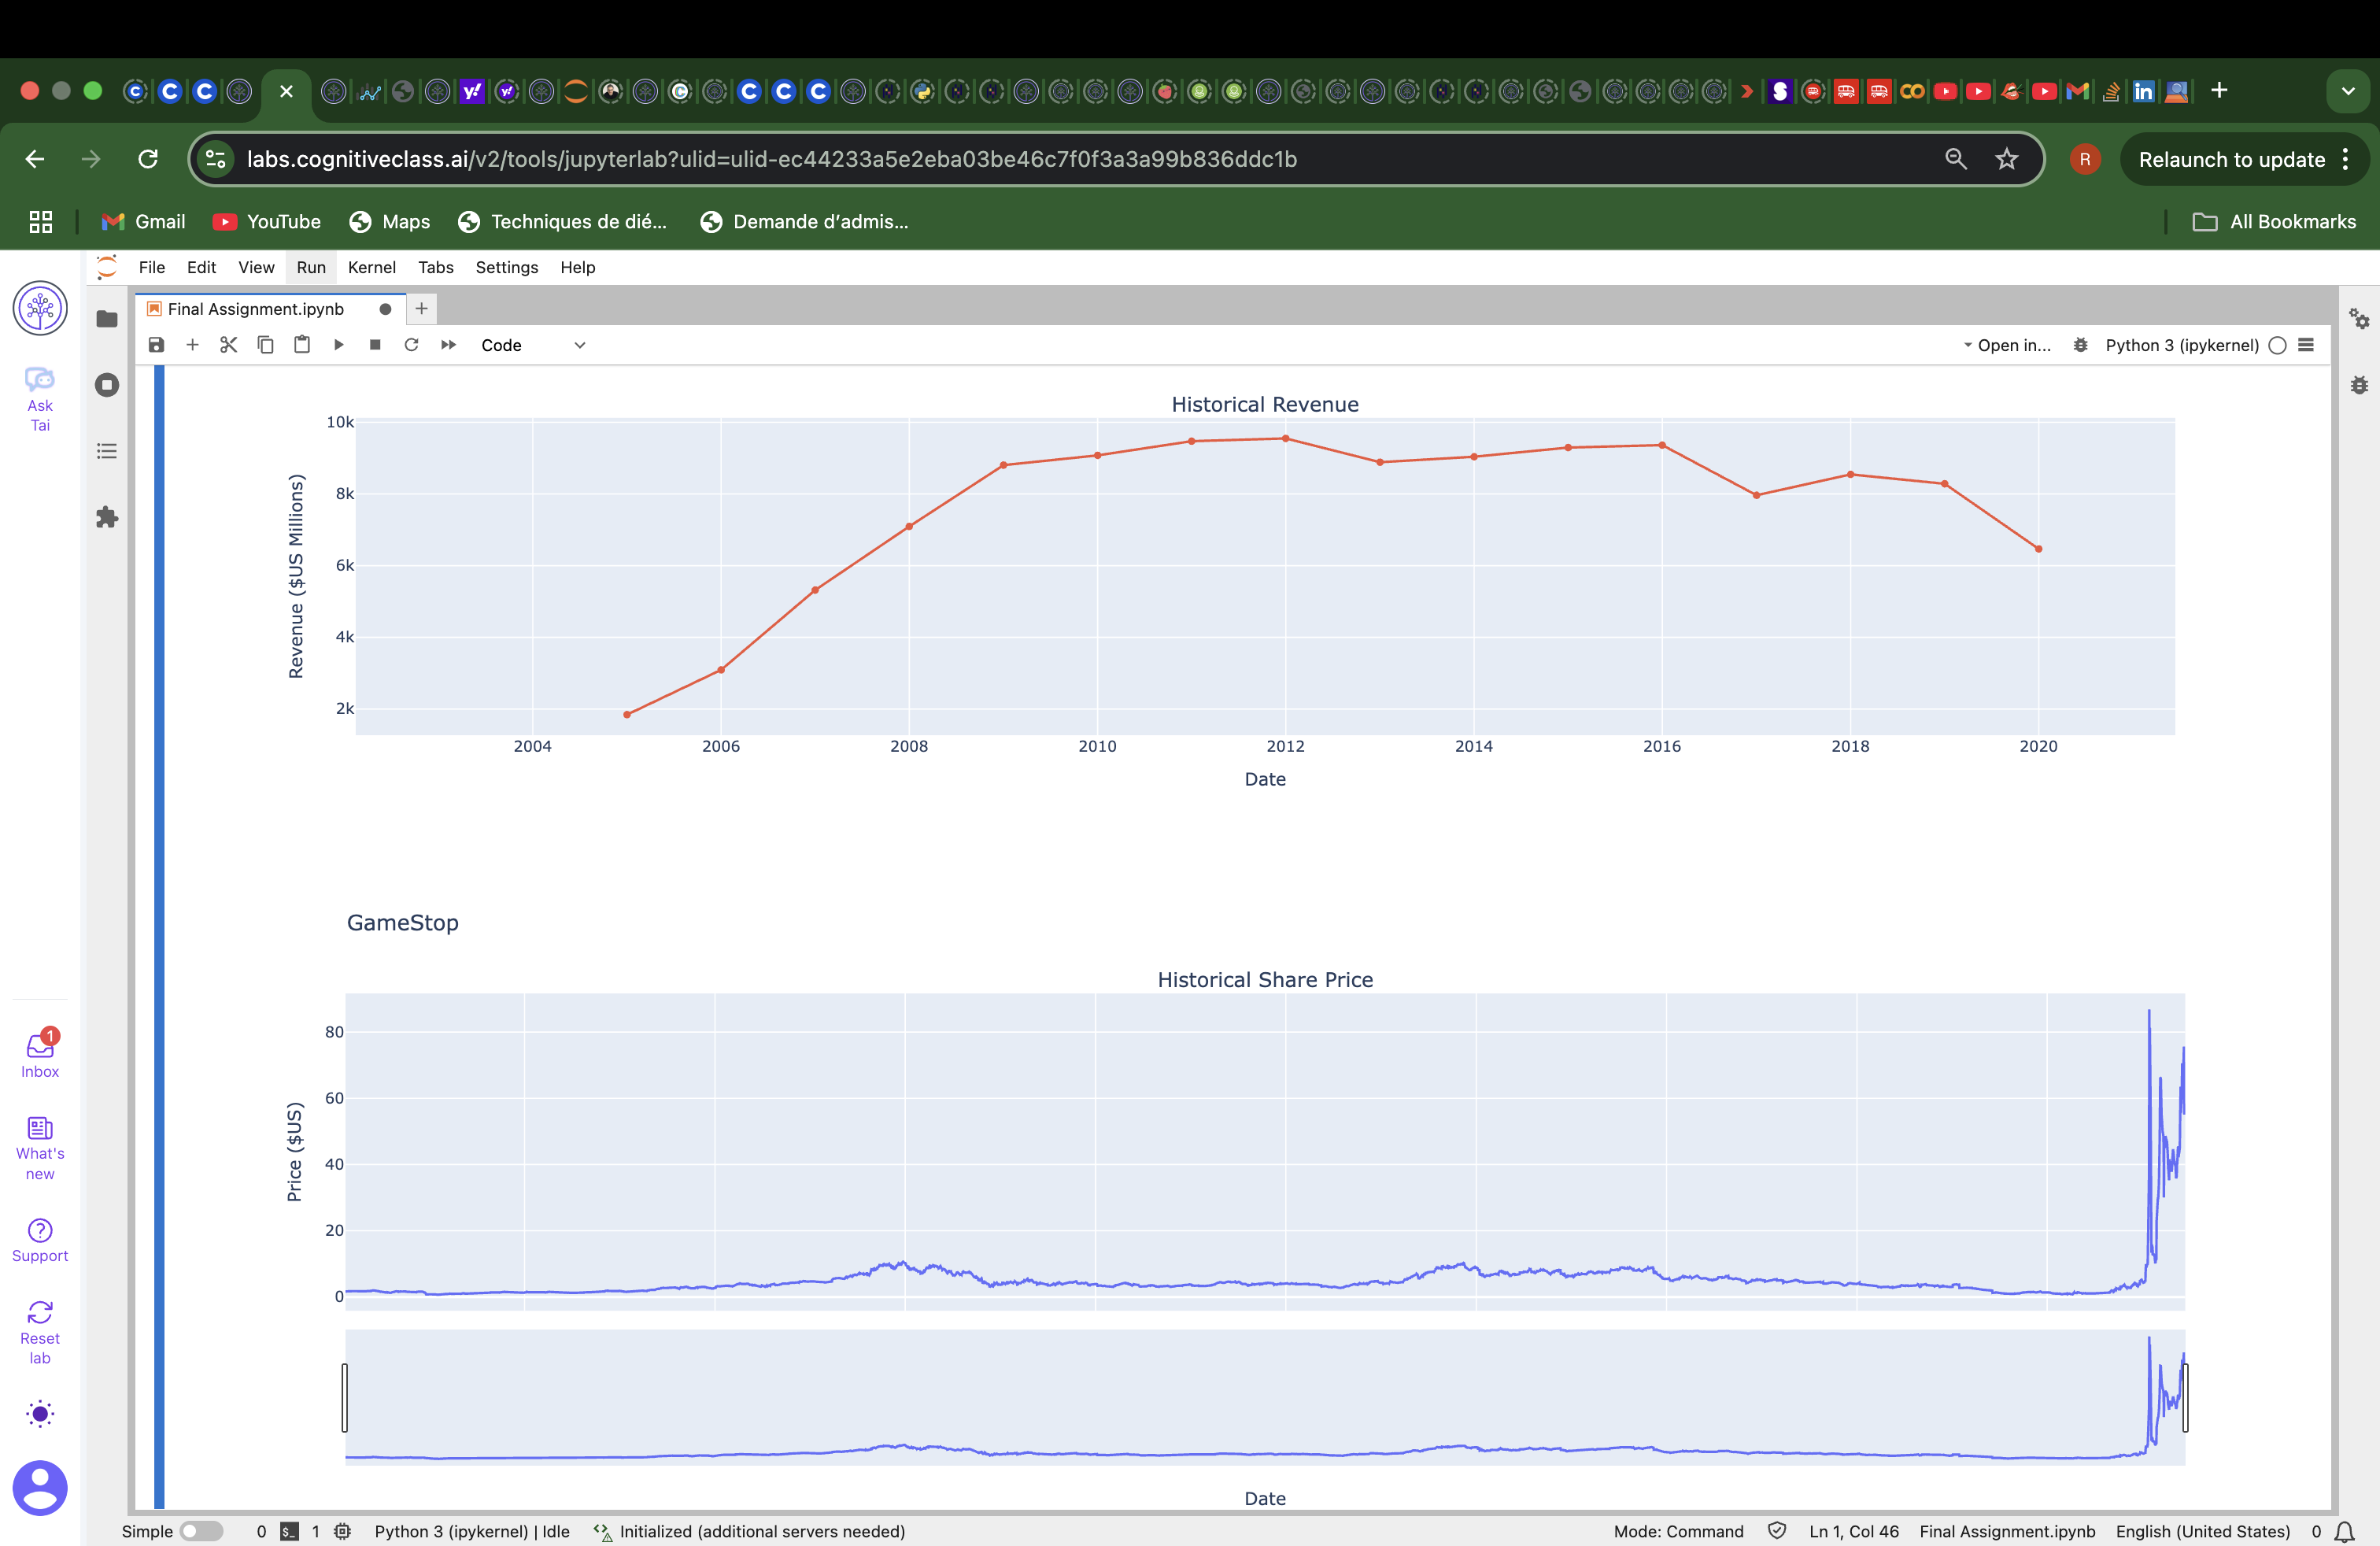 labs.cognitiveclass.ai/v2/tools/jupyterlab?ulid=ulid-ec44233a5e2eba03be46c7f0f3a3a99b836ddc1b
R
Relaunch to update
Gmail
YouTube
Maps
Techniques de dié...
Demande d'admis...
All Bookmarks
File Edit View Run Kernel Tabs Settings Help
Final Assignment.ipynb
Code
Open in...
Python 3 (ipykernel)
Ask
Tai
Inbox
1
What's
new
Support
Reset
lab
Historical Revenue
Revenue ($US Millions)
10k
8k
6k
4k
2k
2004 2006 2008 2010 2012 2014 2016 2018 2020
Date
GameStop
Historical Share Price
Price ($US)
80
60
40
20
0
Date
Simple 0 $_ 1 Python 3 (ipykernel) | Idle Initialized (additional servers needed) Mode: Command Ln 1, Col 46 Final Assignment.ipynb English (United States) 0